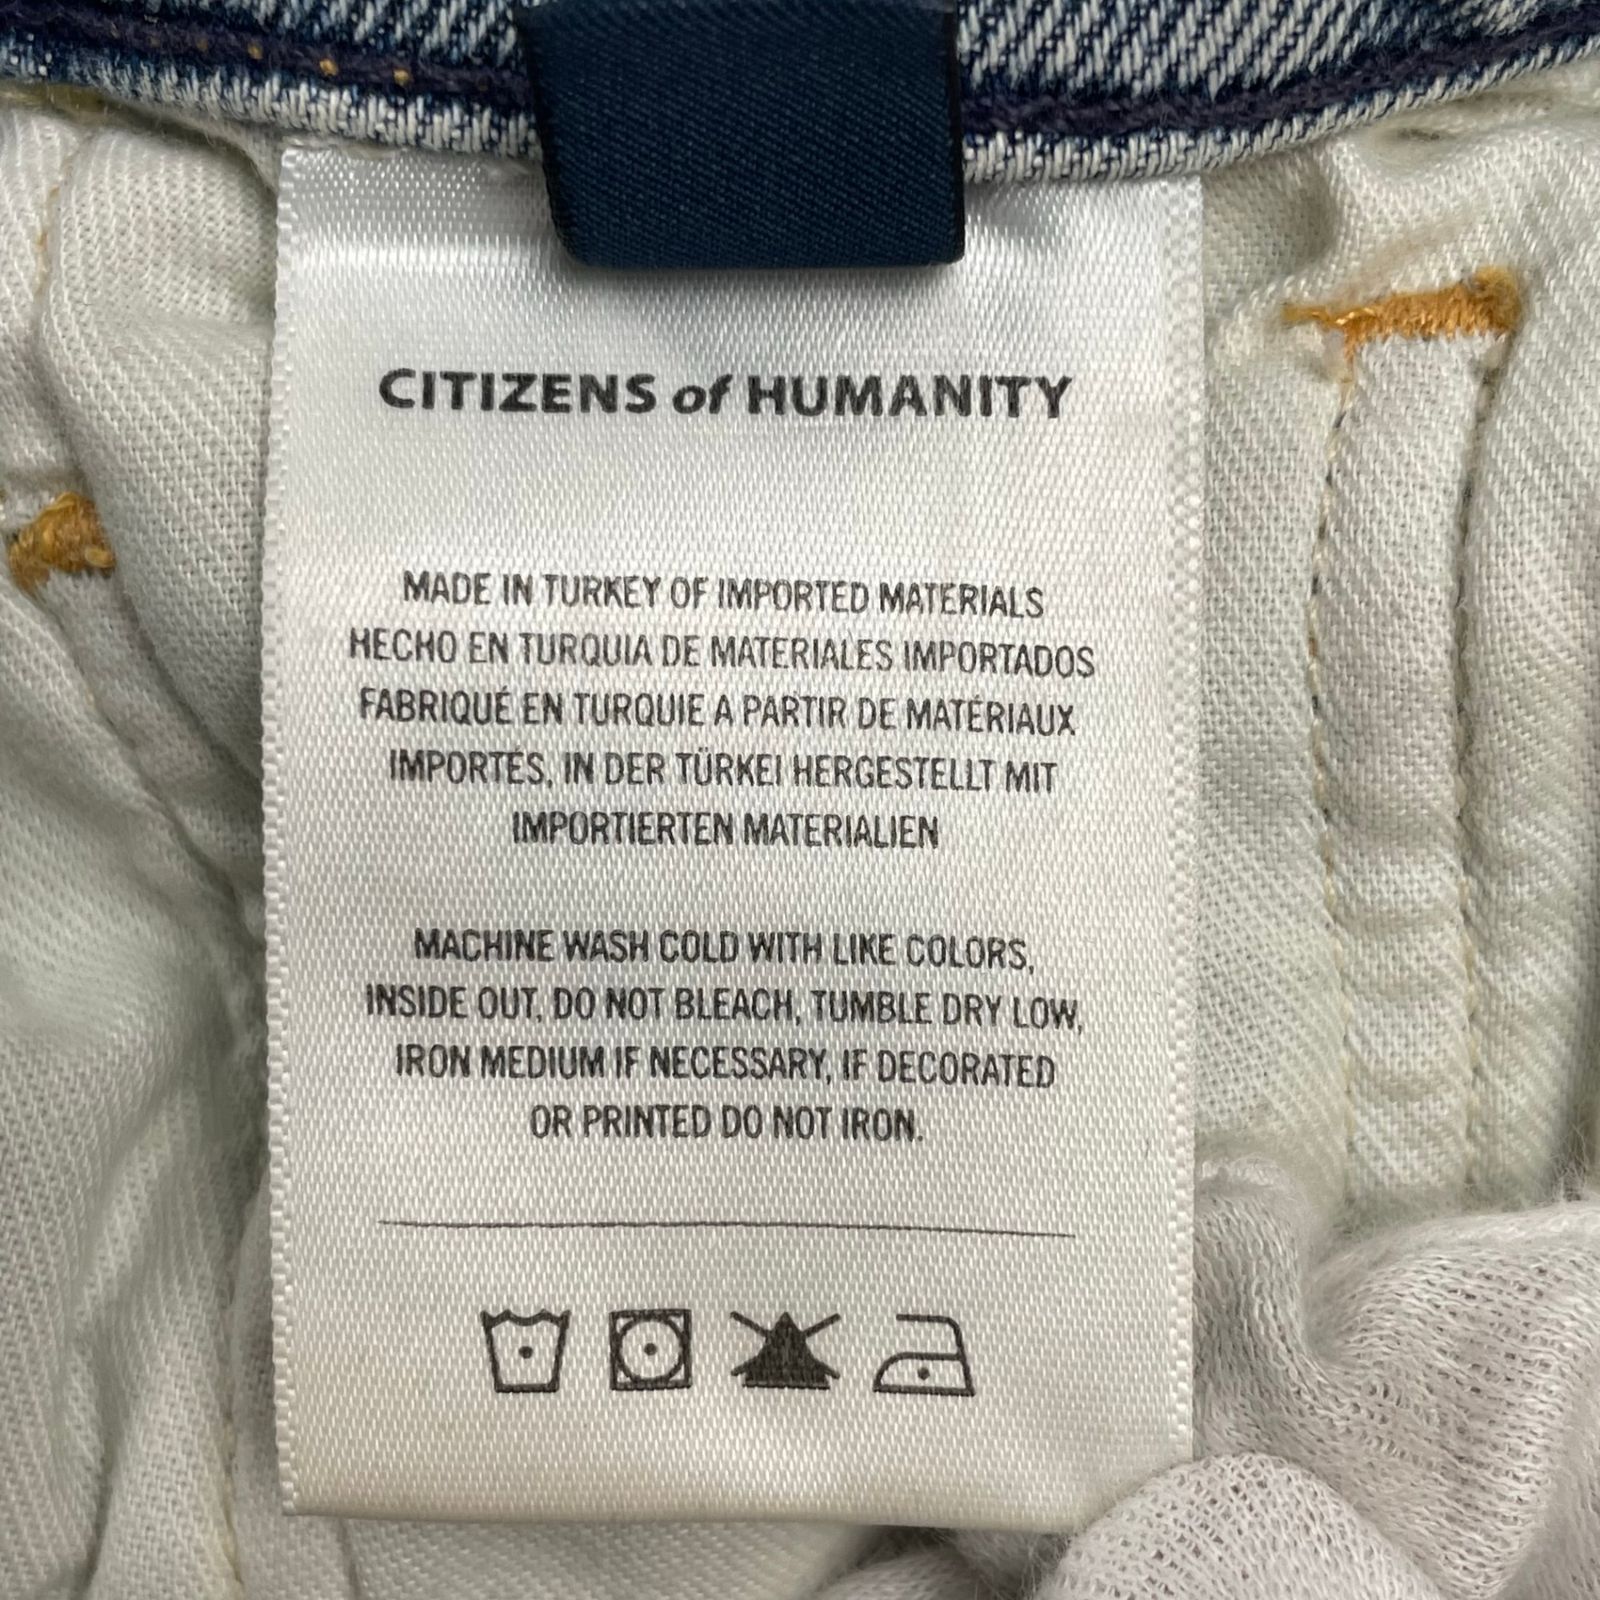 CITIZENS of HUMANITY
MADE IN TURKEY OF IMPORTED MATERIALS
HECHO EN TURQUIA DE MATERIALES IMPORTADOS
FABRIQUÉ EN TURQUIE A PARTIR DE MATÉRIAUX
IMPORTÉS, IN DER TÜRKEI HERGESTELLT MIT
IMPORTIERTEN MATERIALIEN
MACHINE WASH COLD WITH LIKE COLORS,
INSIDE OUT, DO NOT BLEACH, TUMBLE DRY LOW,
IRON MEDIUM IF NECESSARY, IF DECORATED
OR PRINTED DO NOT IRON.